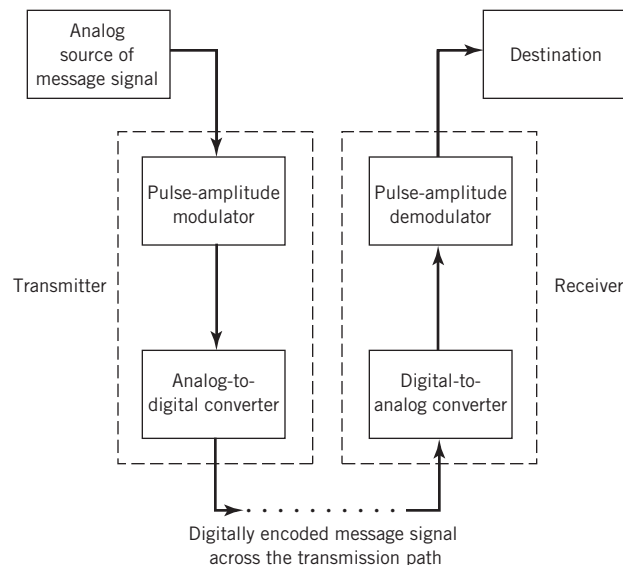 Analog
source of
message signal
Destination
Pulse-amplitude
modulator
Pulse-amplitude
demodulator
Transmitter
Receiver
Analog-to-
digital converter
Digital-to-
analog converter
Digitally encoded message signal
across the transmission path